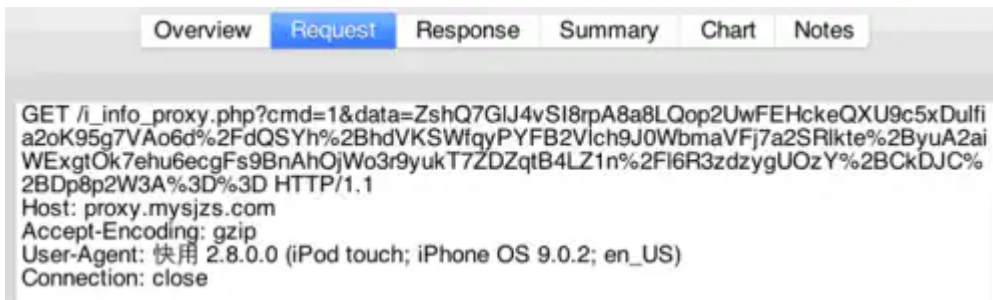 Overview Request Response Summary Chart Notes
GET /i_info_proxy.php?cmd=1&data=ZshQ7GlJ4vSI8rpA8a8LQop2UwFEHckeQXU9c5xDulfi
a2oK95g7VAo6d%2FdQSYh%2BhdVKSWfqyPYFB2VIch9J0WbmaVFj7a2SRlkte%2ByuA2ai
WExgtOk7ehu6ecgFs9BnAhOjWo3r9yukT7ZDZqtB4LZ1n%2Fl6R3zdzygUOzY%2BCkDJC%
2BDp8p2W3A%3D%3D HTTP/1.1
Host: proxy.mysjzs.com
Accept-Encoding: gzip
User-Agent: 快用 2.8.0.0 (iPod touch; iPhone OS 9.0.2; en_US)
Connection: close